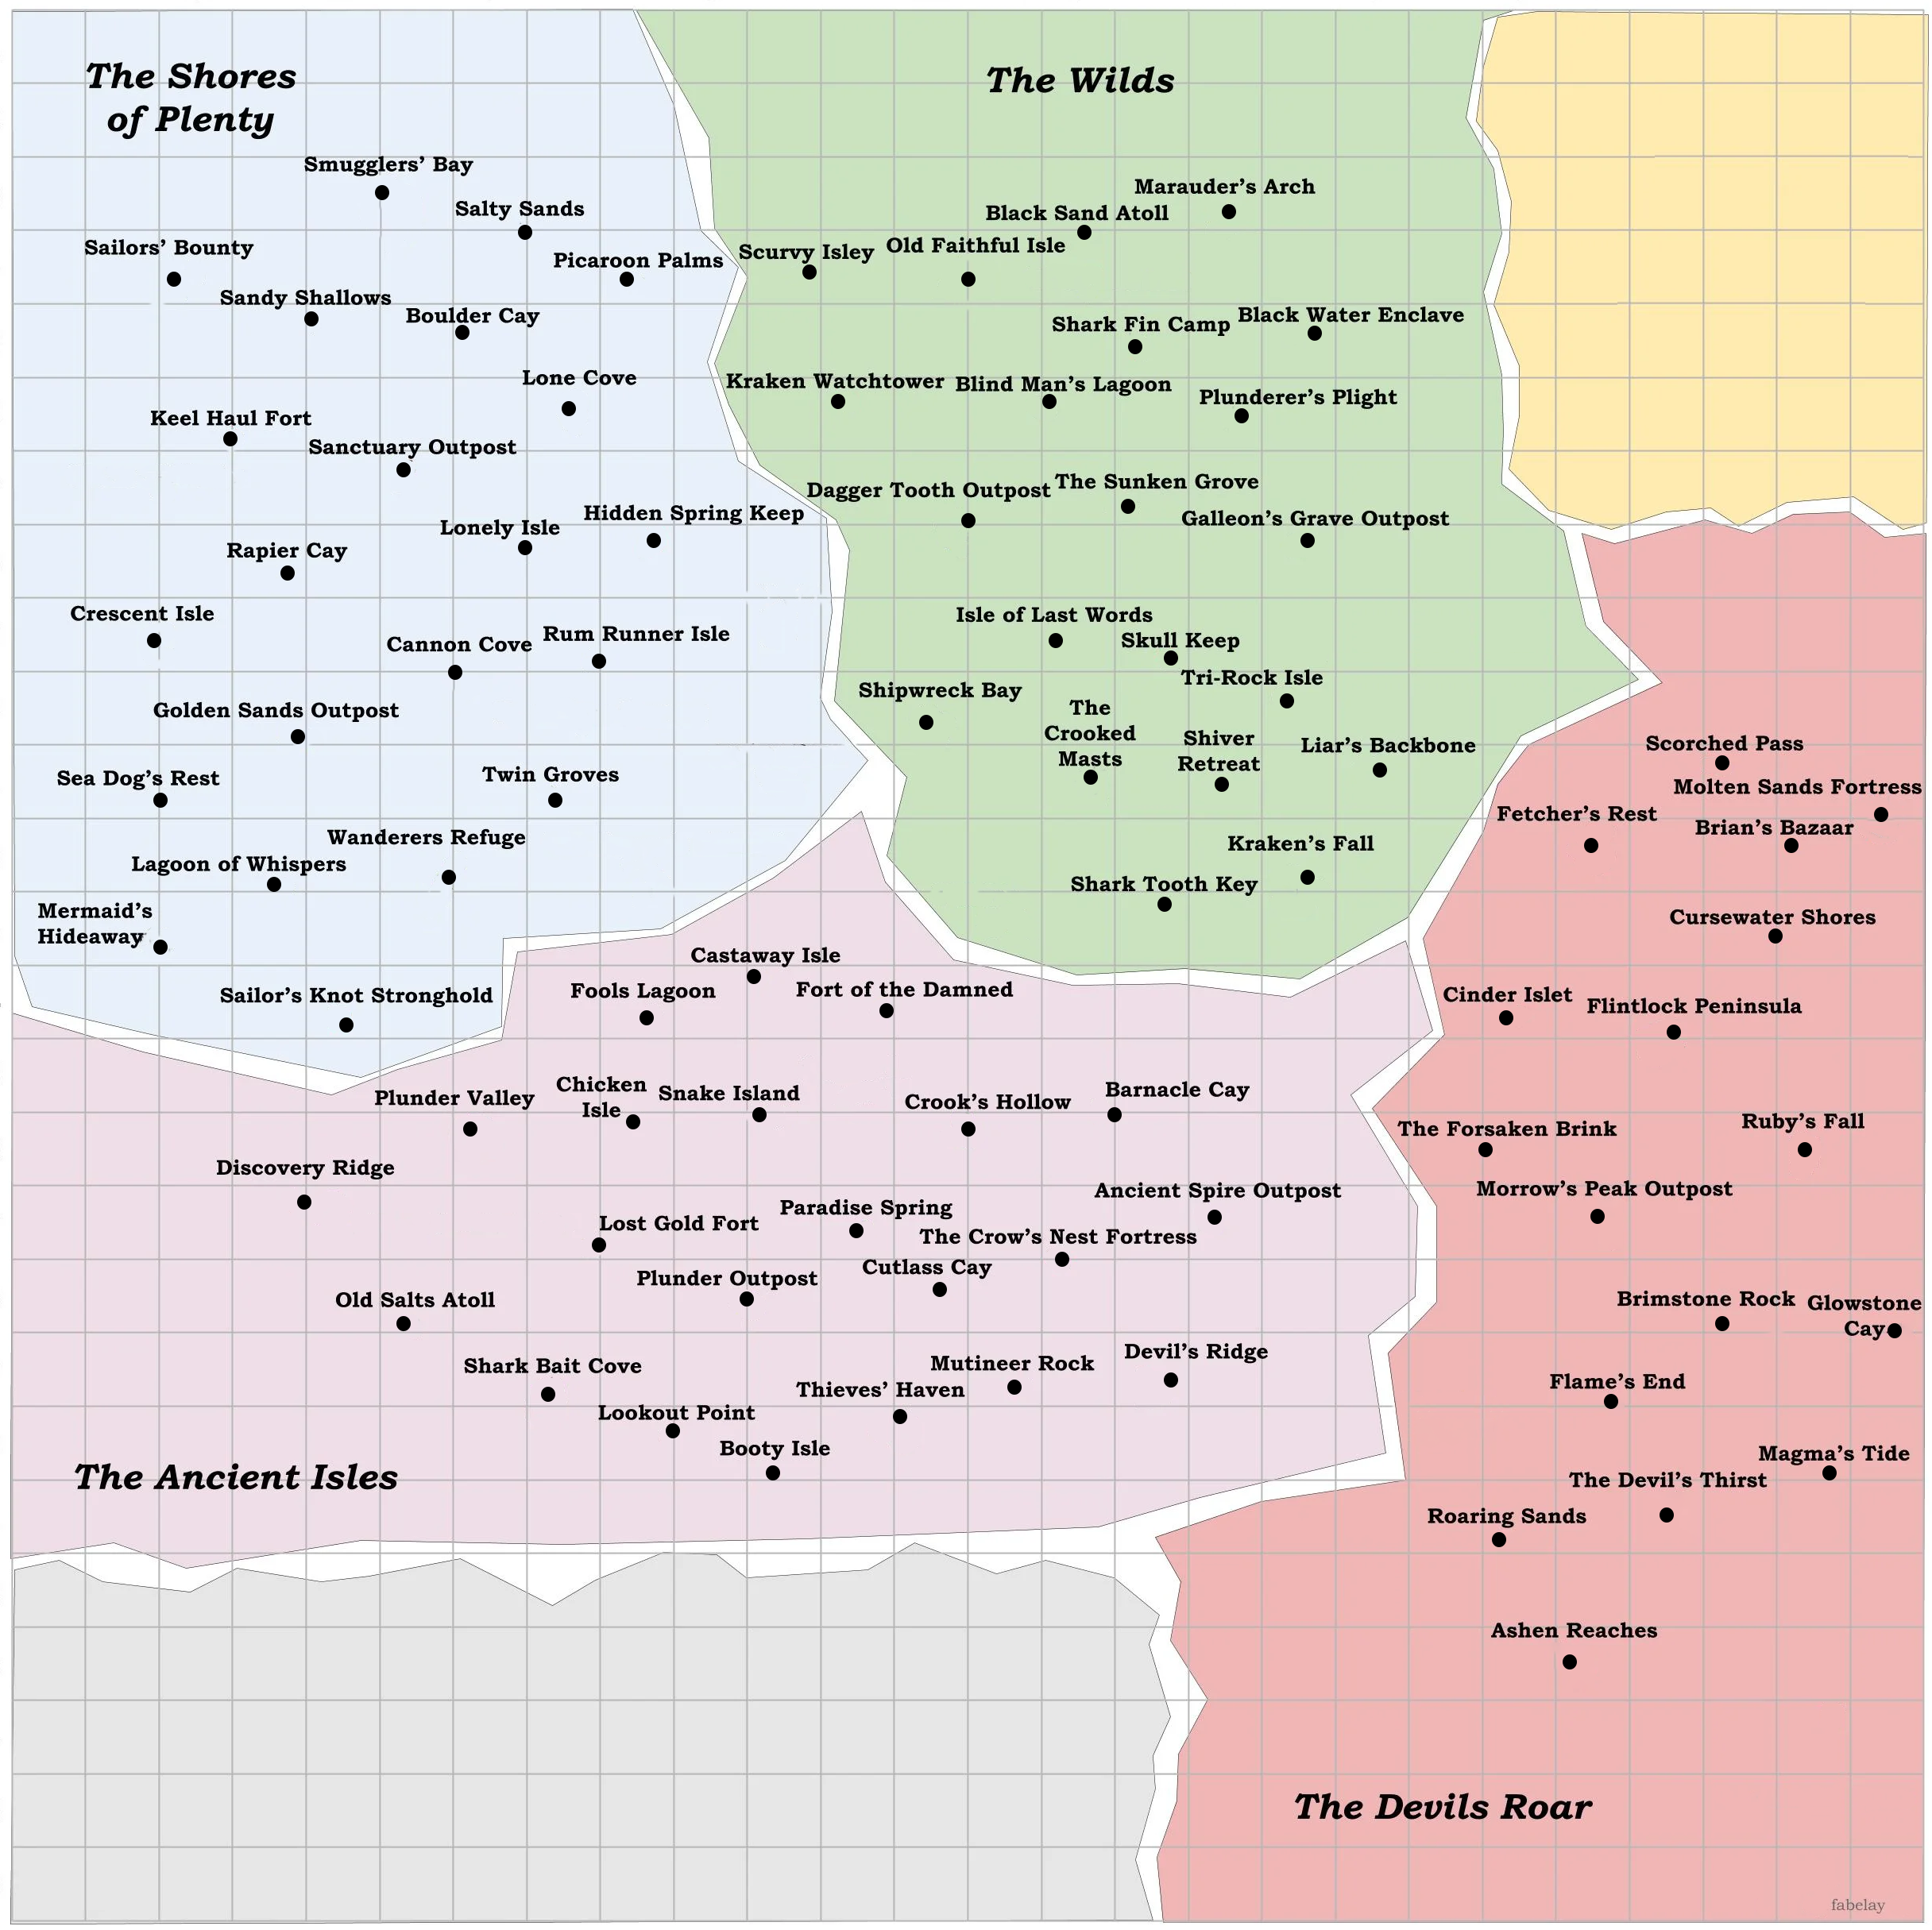 The Shores
of Plenty
The Wilds
Smugglers’ Bay
Salty Sands
Sailors’ Bounty
Picaroon Palms
Sandy Shallows
Boulder Cay
Lone Cove
Keel Haul Fort
Sanctuary Outpost
Hidden Spring Keep
Lonely Isle
Rapier Cay
Crescent Isle
Rum Runner Isle
Cannon Cove
Golden Sands Outpost
Sea Dog’s Rest
Twin Groves
Wanderers Refuge
Lagoon of Whispers
Mermaid’s
Hideaway
Sailor’s Knot Stronghold
Marauder’s Arch
Black Sand Atoll
Old Faithful Isle
Scurvy Isley
Black Water Enclave
Shark Fin Camp
Kraken Watchtower
Blind Man’s Lagoon
Plunderer’s Plight
The Sunken Grove
Dagger Tooth Outpost
Galleon’s Grave Outpost
Isle of Last Words
Skull Keep
Tri-Rock Isle
Shipwreck Bay
The
Crooked
Masts
Shiver
Retreat
Liar’s Backbone
Kraken’s Fall
Shark Tooth Key
Scorched Pass
Molten Sands Fortress
Fetcher’s Rest
Brian’s Bazaar
Cursewater Shores
Cinder Islet
Flintlock Peninsula
Ruby’s Fall
The Forsaken Brink
Morrow’s Peak Outpost
Brimstone Rock
Glowstone
Cay
Flame’s End
Magma’s Tide
The Devil’s Thirst
Roaring Sands
Ashen Reaches
The Devils Roar
Castaway Isle
Fools Lagoon
Fort of the Damned
Chicken
Isle
Snake Island
Plunder Valley
Crook’s Hollow
Barnacle Cay
Discovery Ridge
Ancient Spire Outpost
Paradise Spring
Lost Gold Fort
The Crow’s Nest Fortress
Cutlass Cay
Plunder Outpost
Old Salts Atoll
Devil’s Ridge
Mutineer Rock
Shark Bait Cove
Thieves’ Haven
Lookout Point
Booty Isle
The Ancient Isles
fabelay